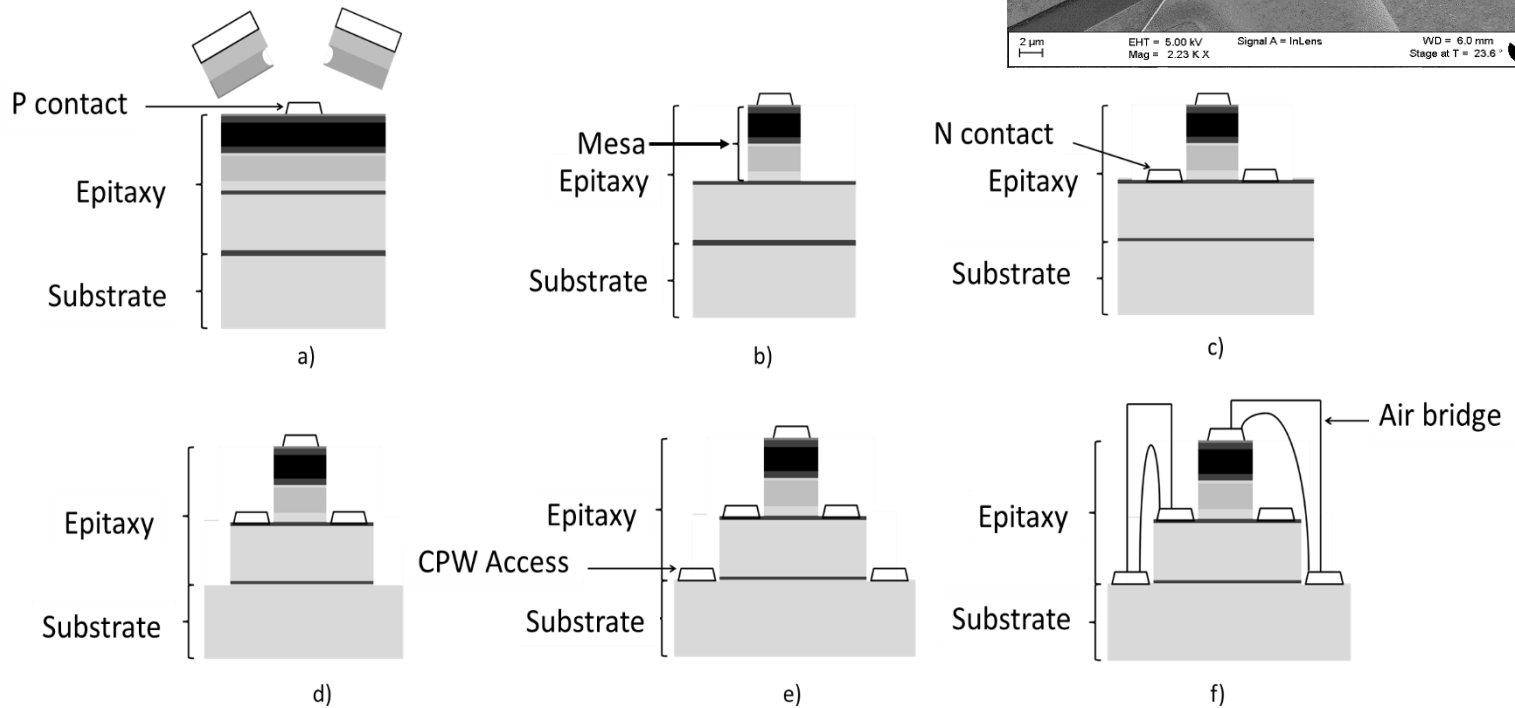 2 µm
EHT = 5.00 kV
Mag = 2.23 K X
Signal A = InLens
WD = 6.0 mm
Stage at T = 23.6 °
P contact
Epitaxy
Substrate
a)
Mesa
Epitaxy
Substrate
b)
N contact
Epitaxy
Substrate
c)
Epitaxy
Substrate
d)
Epitaxy
CPW Access
Substrate
e)
Air bridge
Epitaxy
Substrate
f)